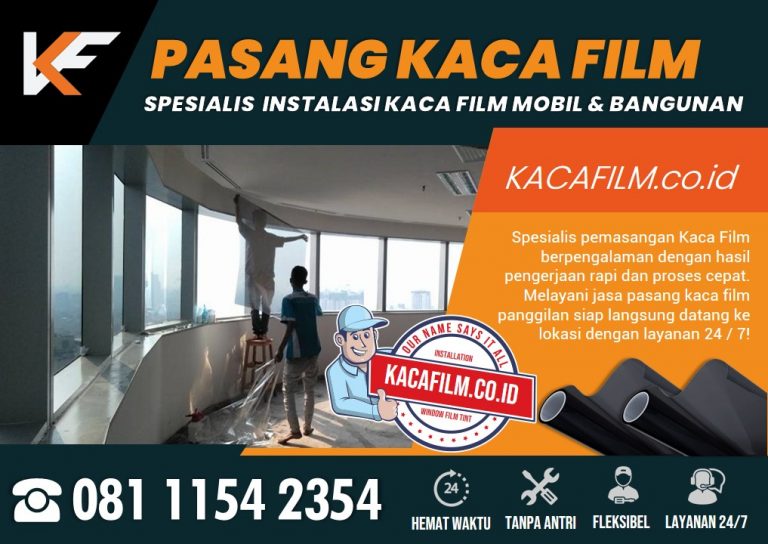 KF
PASANG KACA FILM
SPESIALIS INSTALASI KACA FILM MOBIL & BANGUNAN
KACAFILM.co.id
Spesialis pemasangan Kaca Film
berpengalaman dengan hasil
pengerjaan rapi dan proses cepat.
Melayani jasa pasang kaca film
panggilan siap langsung datang ke
lokasi dengan layanan 24 / 7!
OUR NAME SAYS IT ALL
INSTALLATION
KACAFILM.CO.ID
WINDOW FILM TINT
081 1154 2354
24
HEMAT WAKTU
TANPA ANTRI
FLEKSIBEL
LAYANAN 24/7